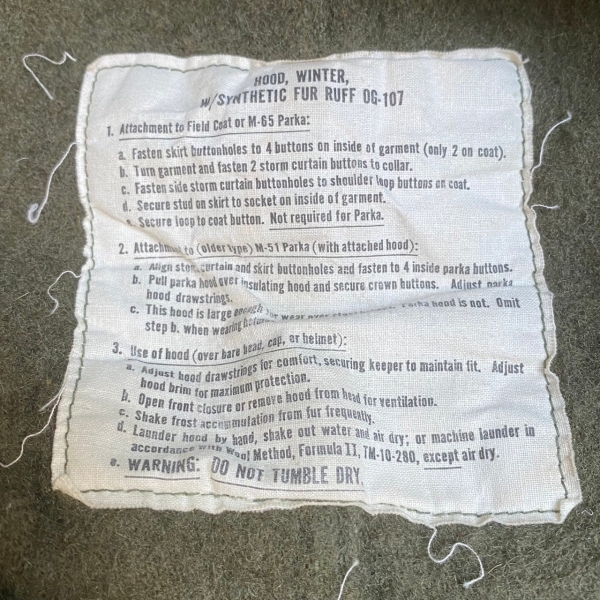 HOOD, WINTER,
W/SYNTHETIC FUR RUFF OG-107
1. Attachment to Field Coat or M-65 Parka:
a. Fasten skirt buttonholes to 4 buttons on inside of garment (only 2 on coat).
b. Turn garment and fasten 2 storm curtain buttons to collar.
c. Fasten side storm curtain buttonholes to shoulder loop buttons on coat.
d. Secure stud on skirt to socket on inside of garment.
e. Secure loop to coat button. Not required for Parka.
2. Attachment to (older type) M-51 Parka (with attached hood):
a. Align storm curtain and skirt buttonholes and fasten to 4 inside parka buttons.
b. Pull parka hood over insulating hood and secure crown buttons. Adjust parka
hood drawstrings.
c. This hood is large enough for wear over hood is not. Omit
step b. when wearing
3. Use of hood (over bare head, cap, or helmet):
a. Adjust hood drawstrings for comfort, securing keeper to maintain fit. Adjust
hood brim for maximum protection.
b. Open front closure or remove hood from head for ventilation.
c. Shake frost accumulation from fur frequently.
d. Launder hood by hand, shake out water and air dry; or machine launder in
accordance with Wool Method, Formula II, TM-10-280, except air dry.
e. WARNING: DO NOT TUMBLE DRY.